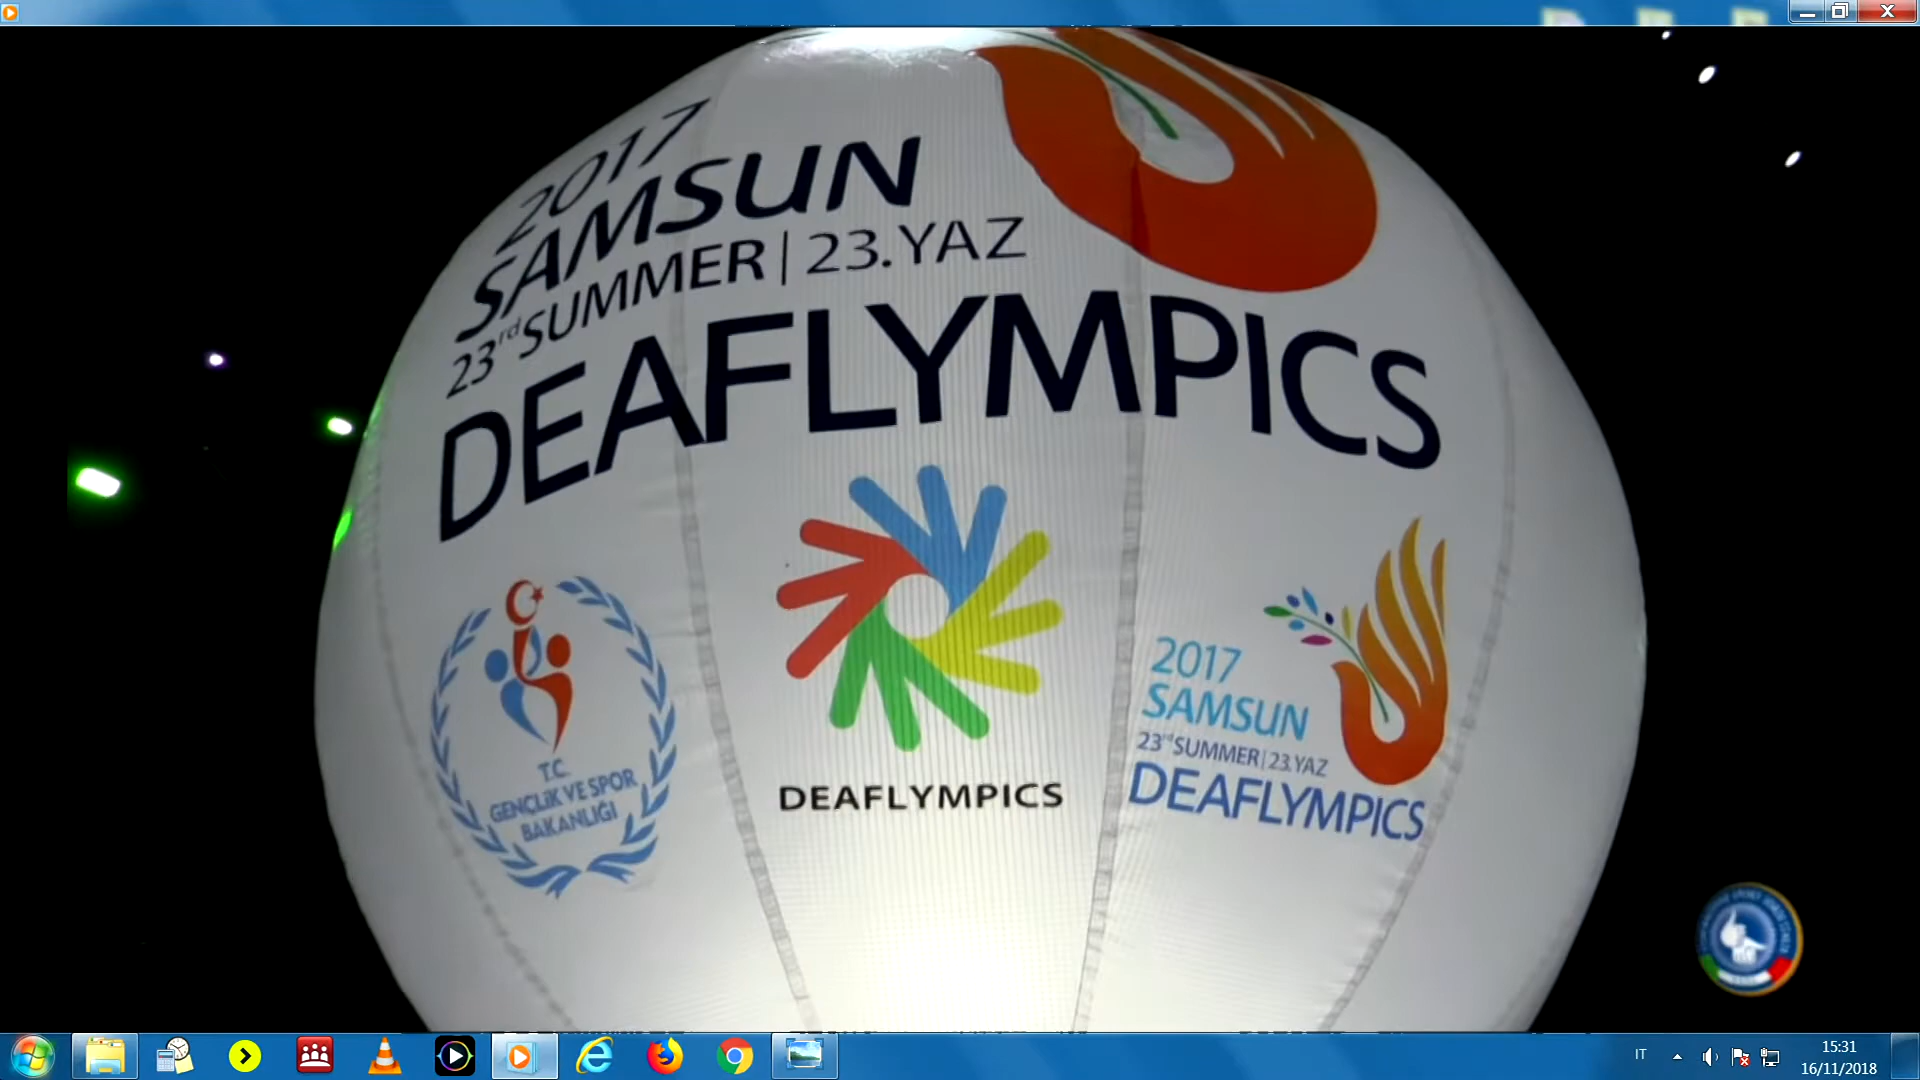 2017
SAMSUN
23rd SUMMER | 23.YAZ
DEAFLYMPICS
T.C.
GENÇLİK VE SPOR
BAKANLIĞI
DEAFLYMPICS
2017
SAMSUN
23rd SUMMER | 23.YAZ
DEAFLYMPICS
IT
15:31
16/11/2018